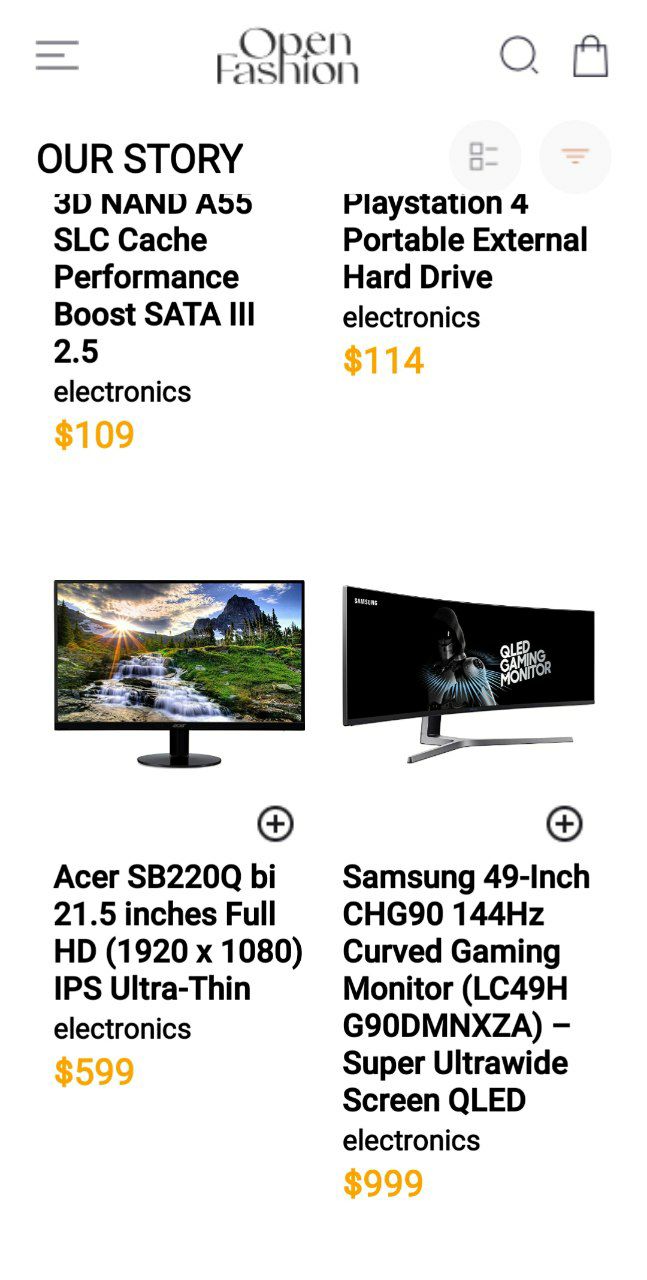 Open
Fashion
OUR STORY
3D NAND A55
SLC Cache
Performance
Boost SATA III
2.5
electronics
$109
Playstation 4
Portable External
Hard Drive
electronics
$114
acer
SAMSUNG
QLED
GAMING
MONITOR
Acer SB220Q bi
21.5 inches Full
HD (1920 x 1080)
IPS Ultra-Thin
electronics
$599
Samsung 49-Inch
CHG90 144Hz
Curved Gaming
Monitor (LC49H
G90DMNXZA) –
Super Ultrawide
Screen QLED
electronics
$999